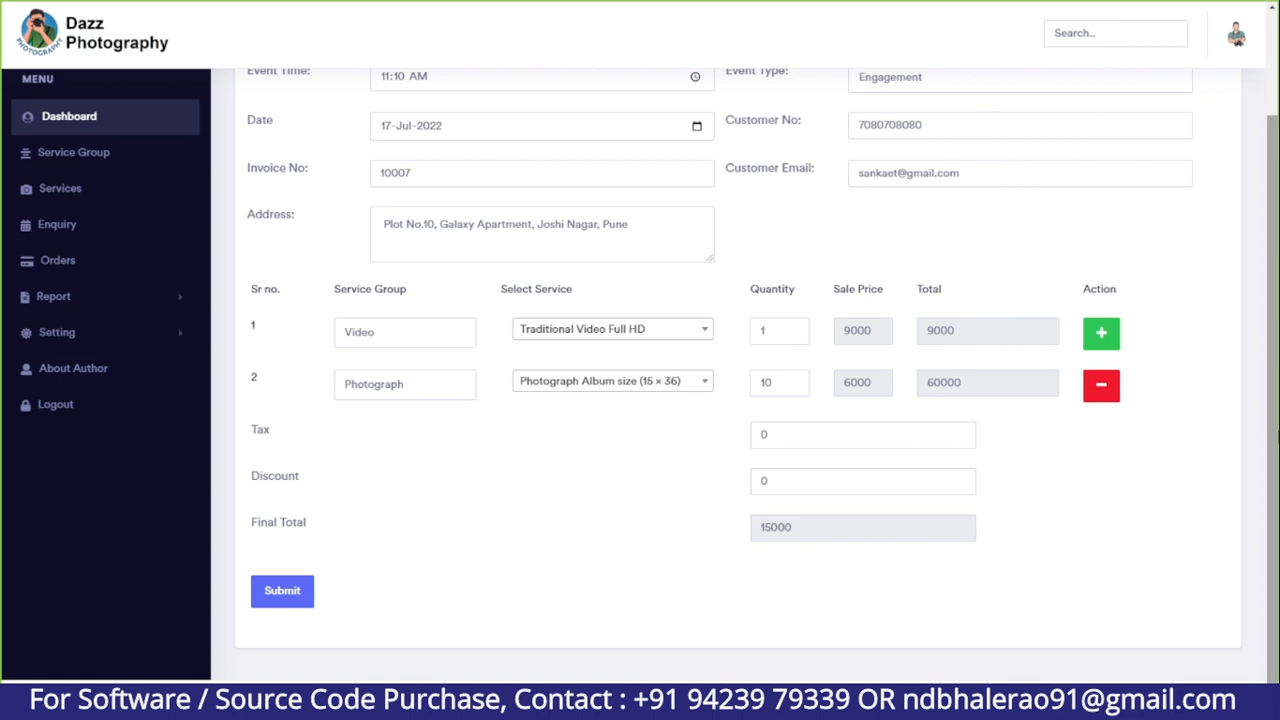 Dazz
Photography
PHOTOGRAPHY
Search..
MENU
Dashboard
Service Group
Services
Enquiry
Orders
Report
Setting
About Author
Logout
Event Time: 11:10 AM Event Type: Engagement
Date 17-Jul-2022 Customer No: 7080708080
Invoice No: 10007 Customer Email: sankaet@gmail.com
Address: Plot No.10, Galaxy Apartment, Joshi Nagar, Pune
Sr no. Service Group Select Service Quantity Sale Price Total Action
1 Video Traditional Video Full HD 1 9000 9000 +
2 Photograph Photograph Album size (15 × 36) 10 6000 60000 −
Tax 0
Discount 0
Final Total 15000
Submit
For Software / Source Code Purchase, Contact : +91 94239 79339 OR ndbhalerao91@gmail.com